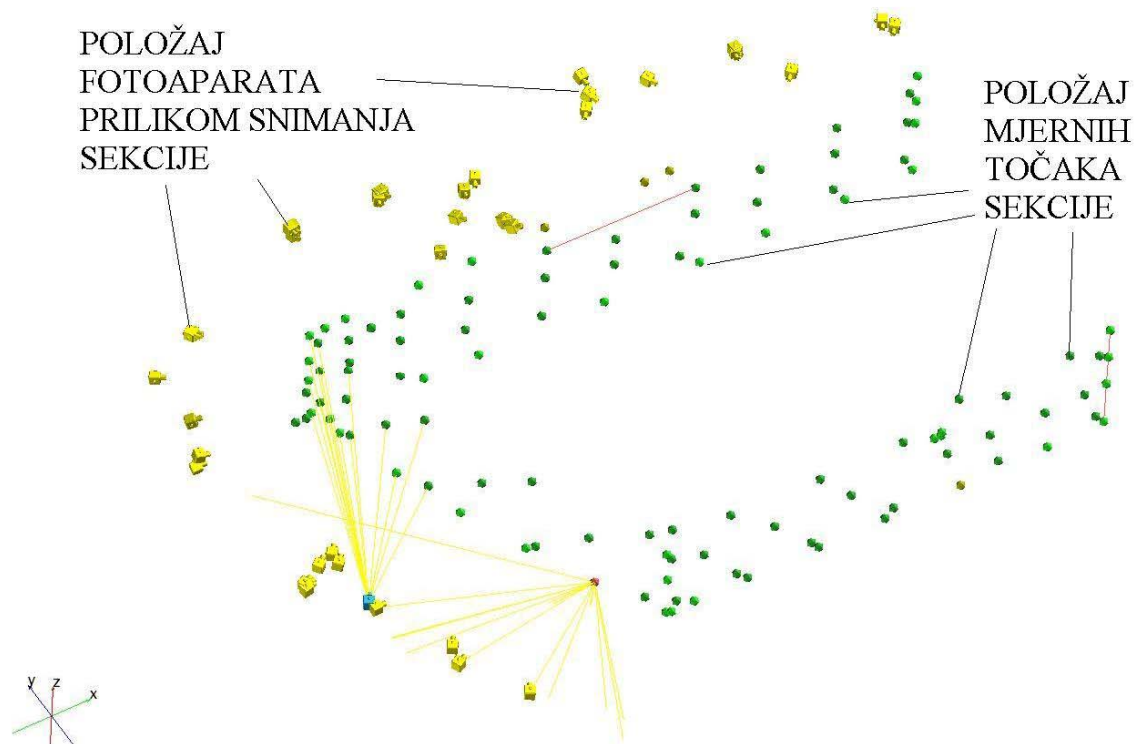 POLOŽAJ
FOTOAPARATA
PRILIKOM SNIMANJA
SEKCIJE
POLOŽAJ
MJERNIH
TOČAKA
SEKCIJE
y
z
x